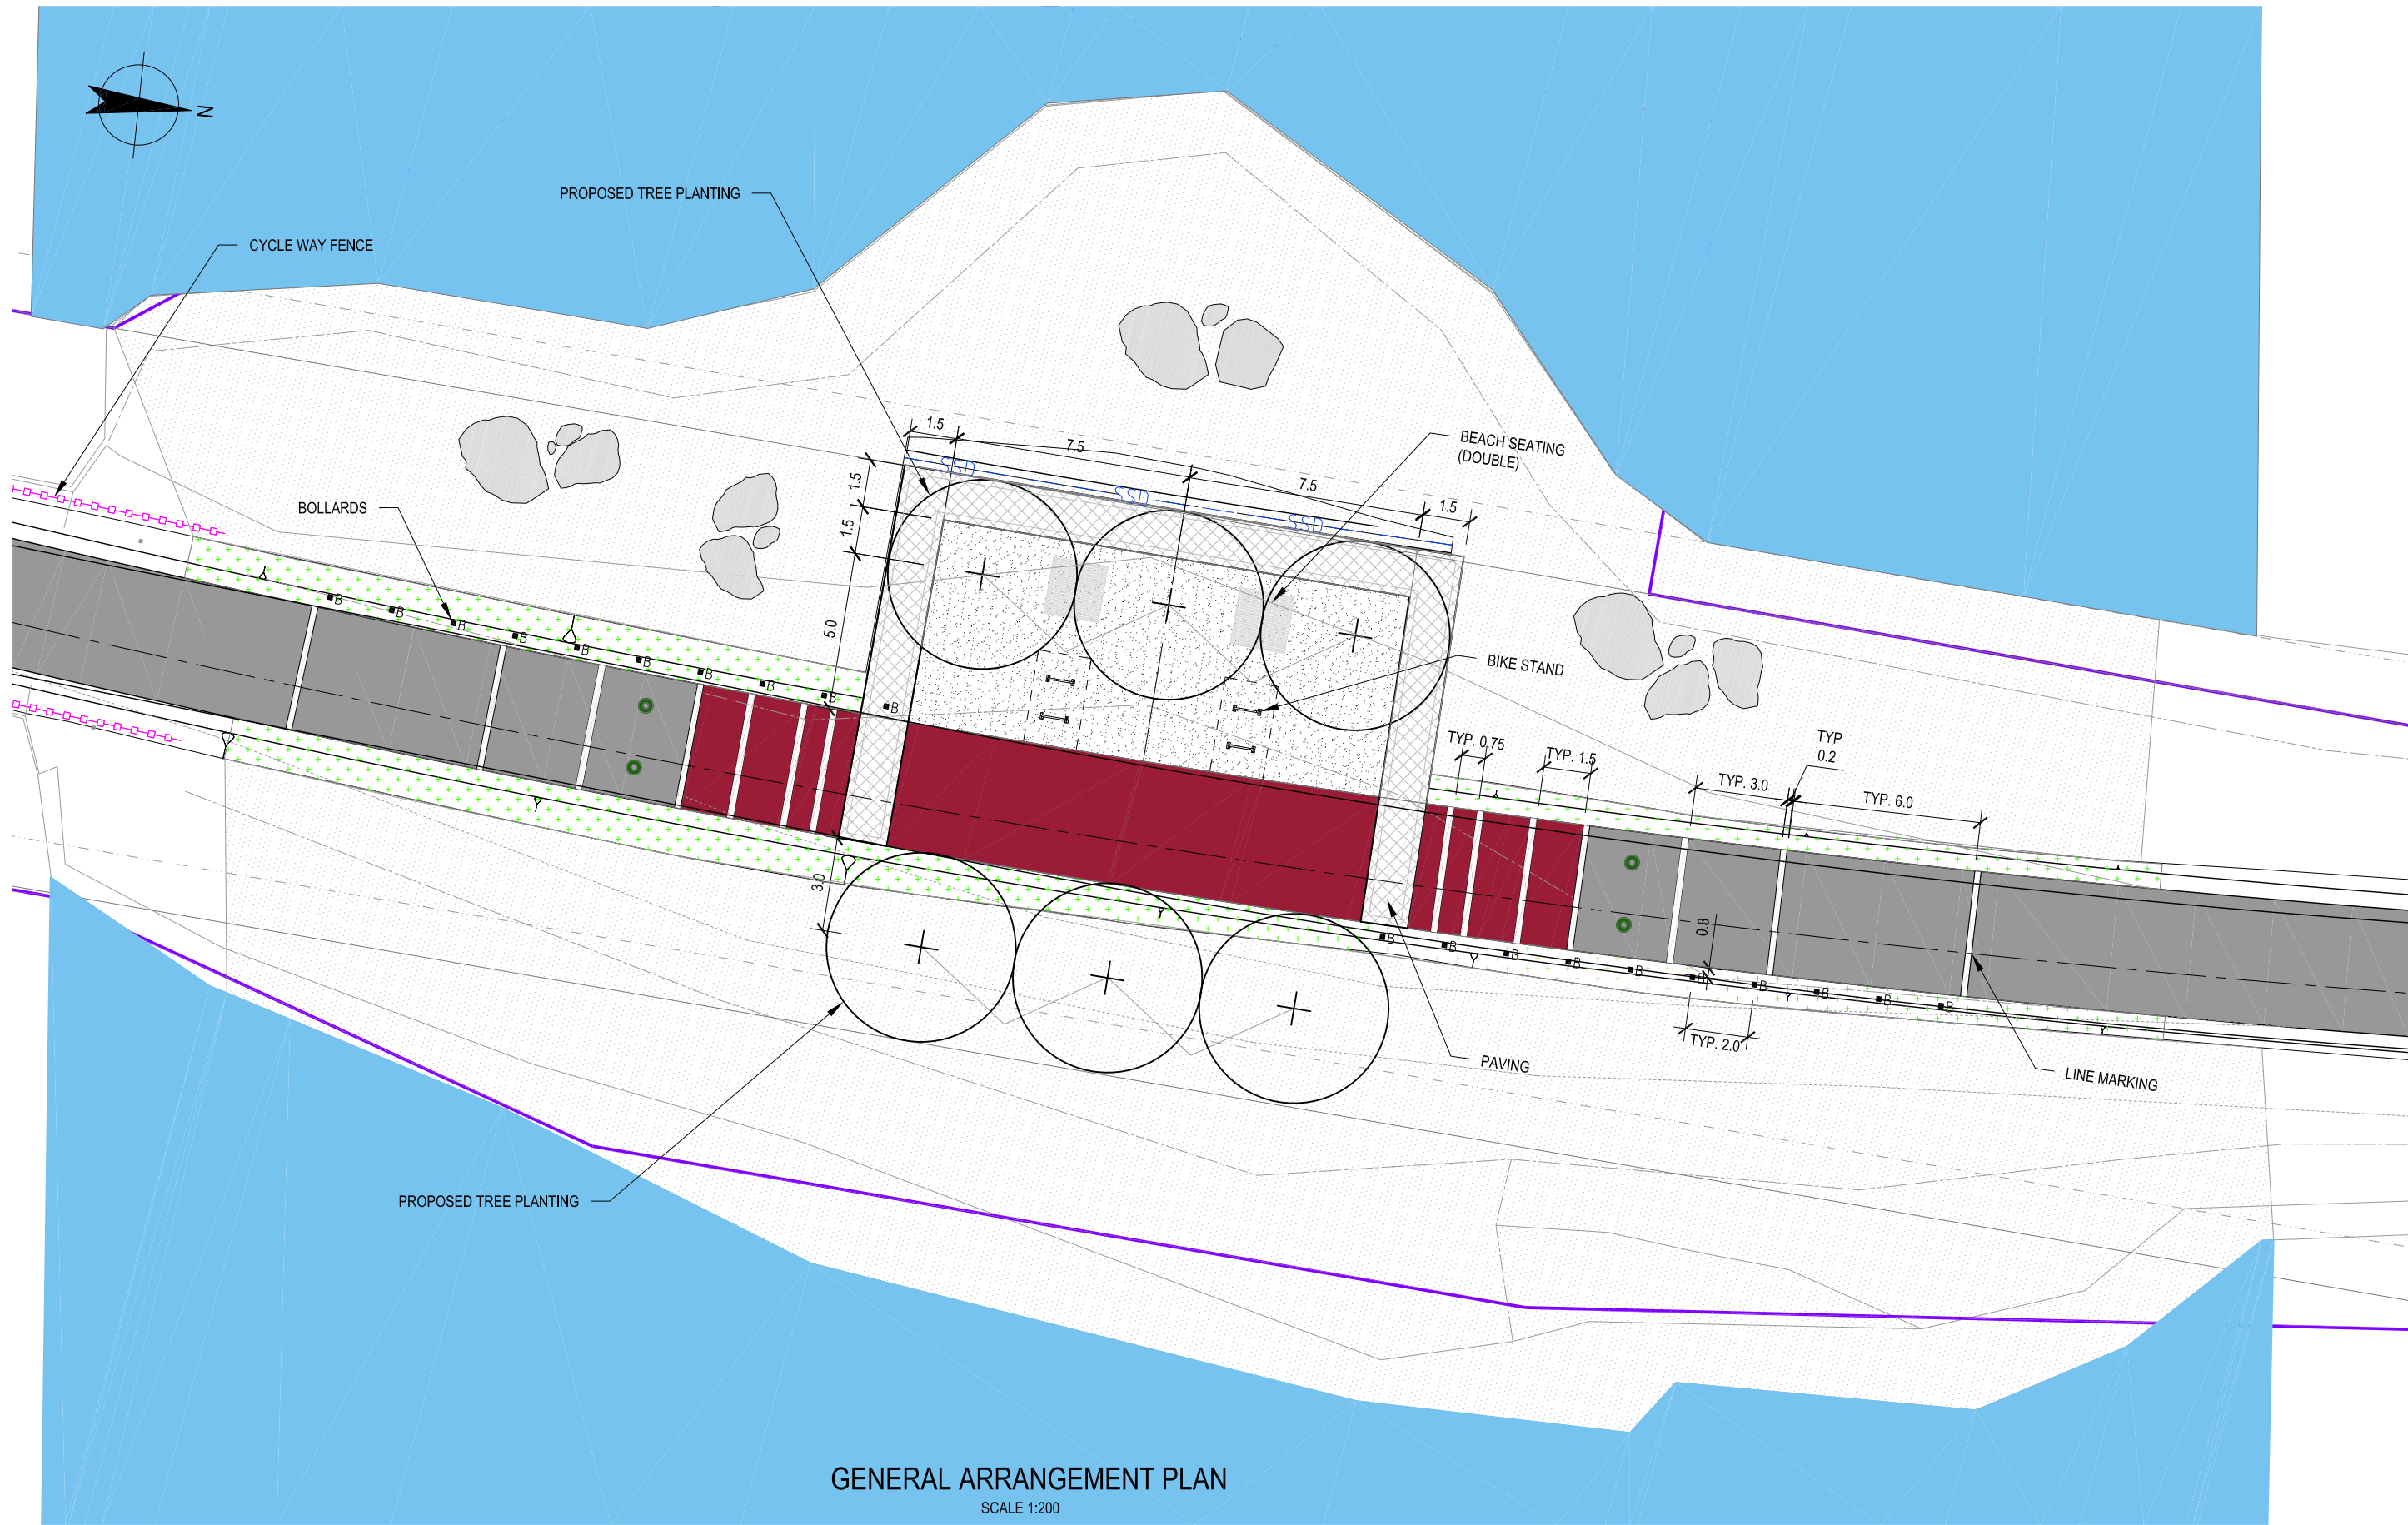 N
PROPOSED TREE PLANTING
CYCLE WAY FENCE
1.5
7.5
BEACH SEATING
(DOUBLE)
SSD
1.5
7.5
1.5
SSD
SSD
BOLLARDS
1.5
B
B
B
B
B
B
B
B
B
B
5.0
BIKE STAND
TYP. 0.75
TYP. 1.5
TYP
0.2
TYP. 3.0
TYP. 6.0
3.0
0.8
B
B
B
B
B
B
B
B
B
B
TYP. 2.0
PAVING
LINE MARKING
PROPOSED TREE PLANTING
GENERAL ARRANGEMENT PLAN
SCALE 1:200